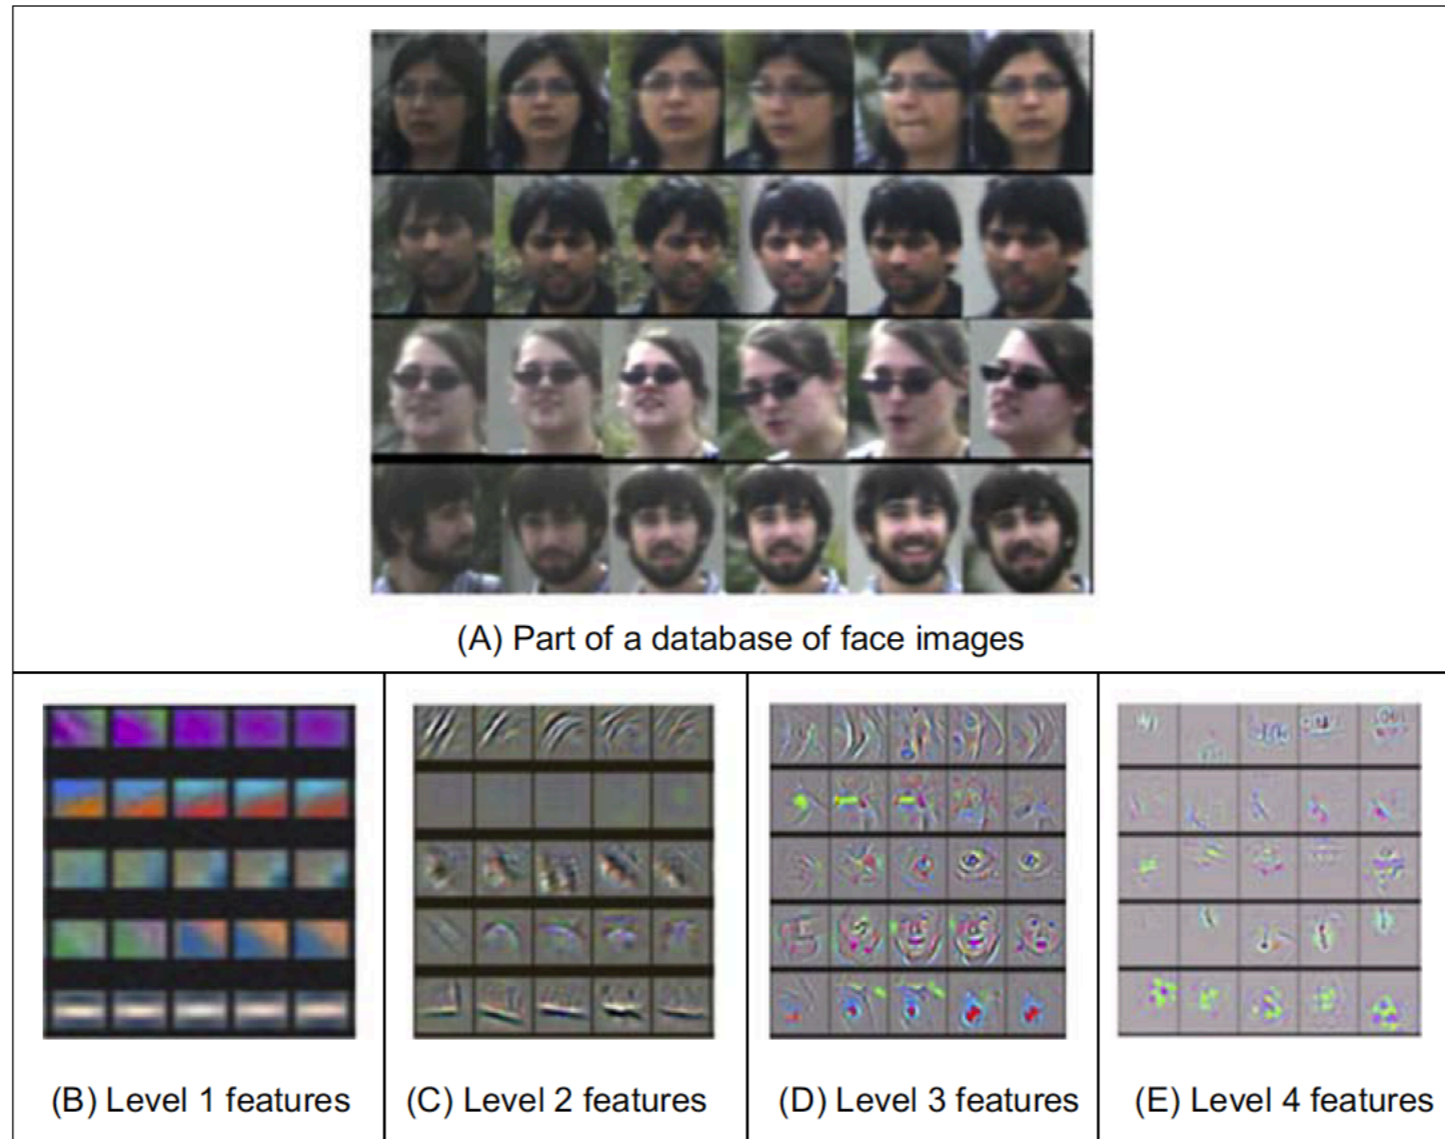 (A) Part of a database of face images
(B) Level 1 features
(C) Level 2 features
(D) Level 3 features
(E) Level 4 features